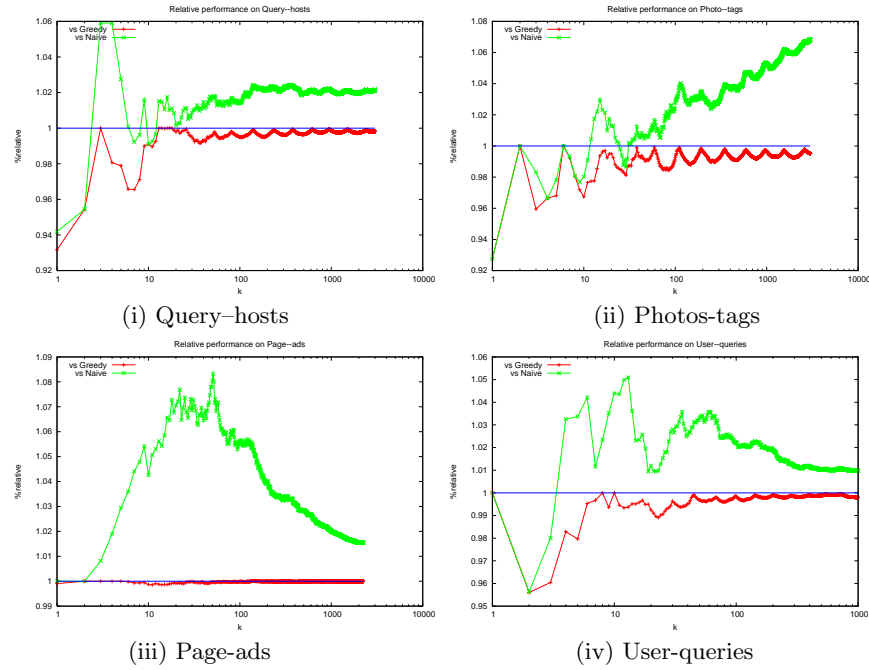 Relative performance on Query--hosts
1.06
vs Greedy
vs Naive
1.04
1.02
1
0.98
0.96
0.94
0.92
%relative
1 10 100 1000 10000
k
(i) Query–hosts
Relative performance on Photo--tags
1.08
vs Greedy
vs Naive
1.06
1.04
1.02
1
0.98
0.96
0.94
0.92
%relative
1 10 100 1000 10000
k
(ii) Photos-tags
Relative performance on Page--ads
1.09
vs Greedy
vs Naive
1.08
1.07
1.06
1.05
1.04
1.03
1.02
1.01
1
0.99
%relative
1 10 100 1000 10000
k
(iii) Page-ads
Relative performance on User--queries
1.06
vs Greedy
vs Naive
1.05
1.04
1.03
1.02
1.01
1
0.99
0.98
0.97
0.96
0.95
%relative
1 10 100 1000
k
(iv) User-queries